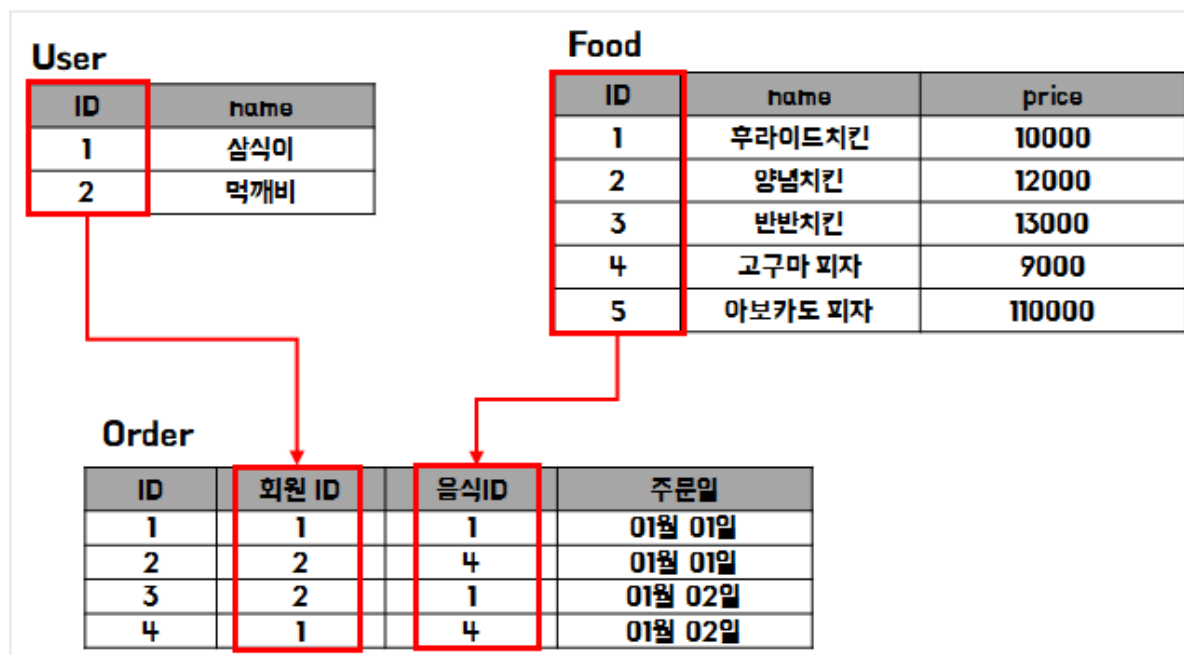 User
ID name
1 삼식이
2 먹깨비
Food
ID name price
1 후라이드치킨 10000
2 양념치킨 12000
3 반반치킨 13000
4 고구마 피자 9000
5 아보카도 피자 110000
Order
ID 회원 ID 음식ID 주문일
1 1 1 01월 01일
2 2 4 01월 01일
3 2 1 01월 02일
4 1 4 01월 02일